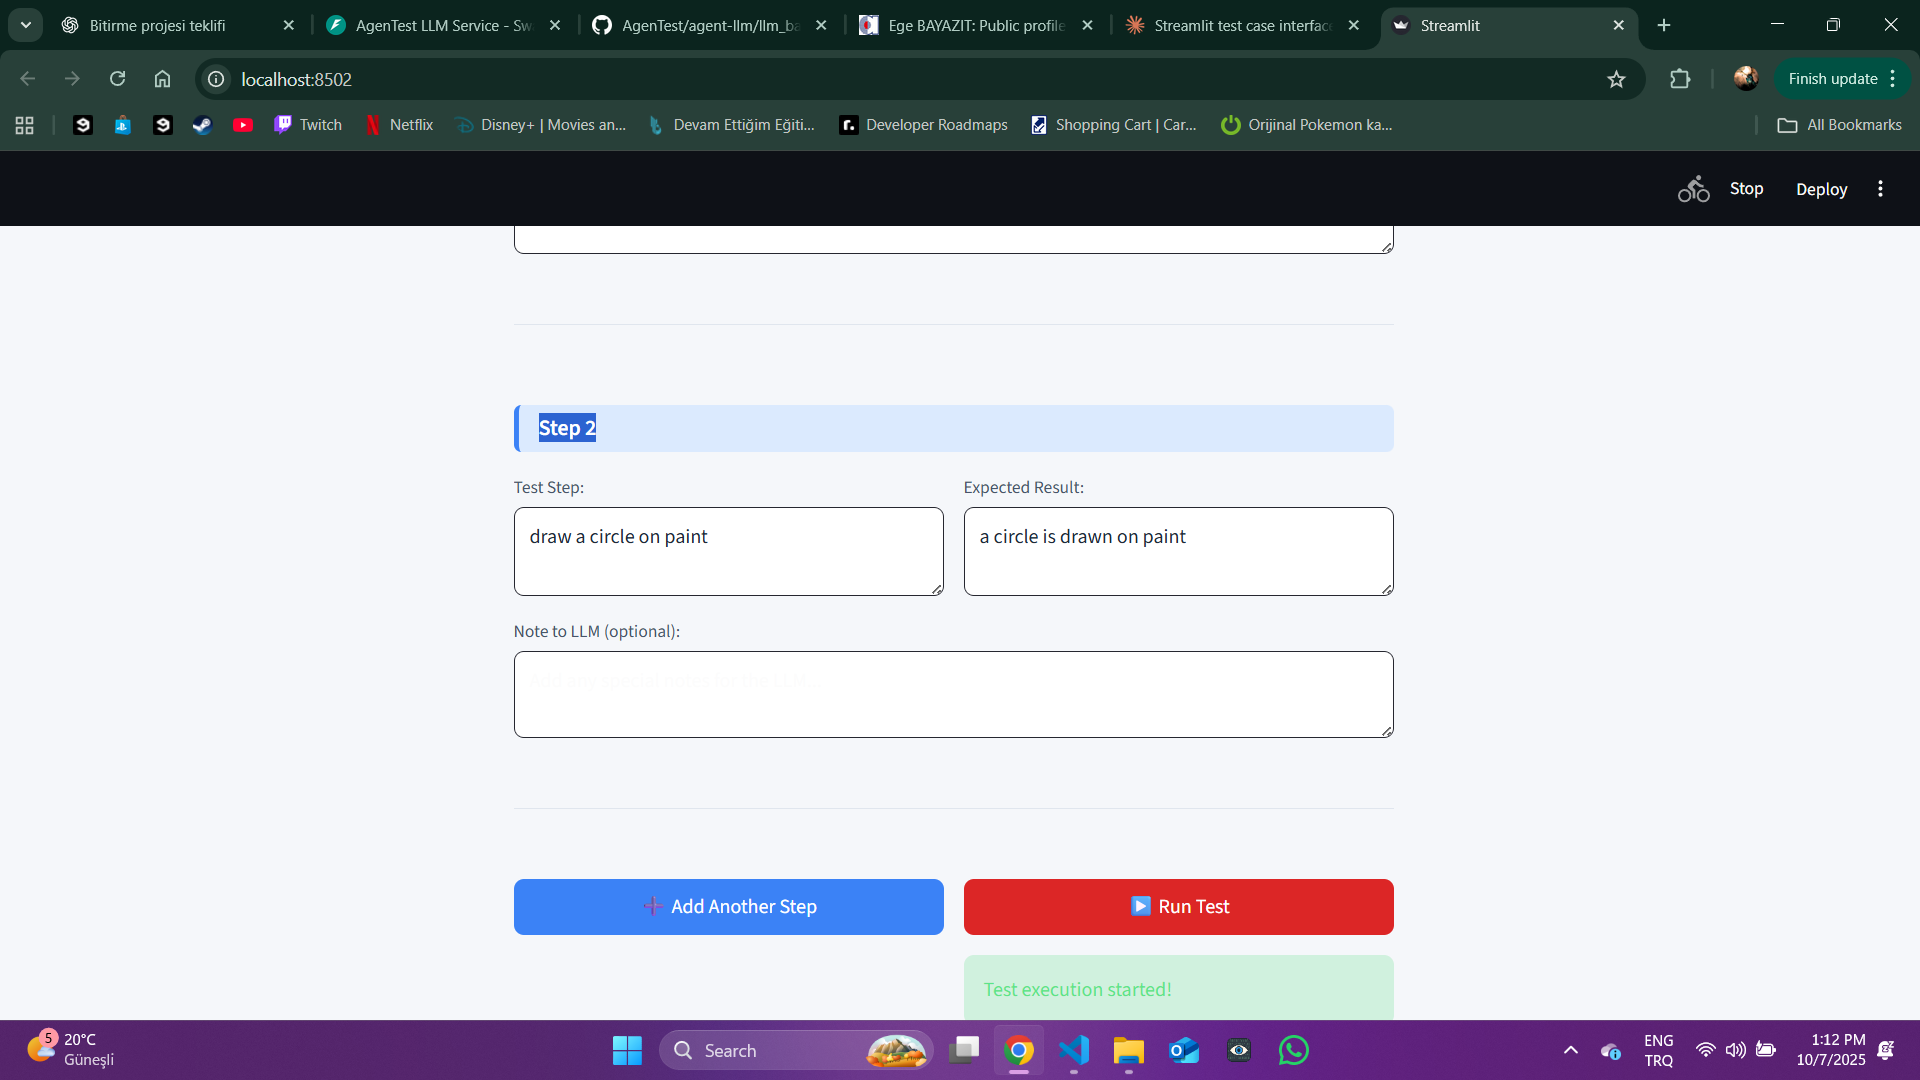 Bitirme projesi teklifi
AgenTest LLM Service - Sw
AgenTest/agent-llm/llm_ba
Ege BAYAZIT: Public profile
Streamlit test case interface
Streamlit
localhost:8502
Finish update
Twitch
Netflix
Disney+ | Movies an...
Devam Ettiğim Eğiti...
Developer Roadmaps
Shopping Cart | Car...
Orijinal Pokemon ka...
All Bookmarks
Stop
Deploy
Step 2
Test Step:
Expected Result:
draw a circle on paint
a circle is drawn on paint
Note to LLM (optional):
Add any special notes for the LLM...
Add Another Step
Run Test
Test execution started!
5
20°C
Güneşli
Search
ENG
TRQ
1:12 PM
10/7/2025